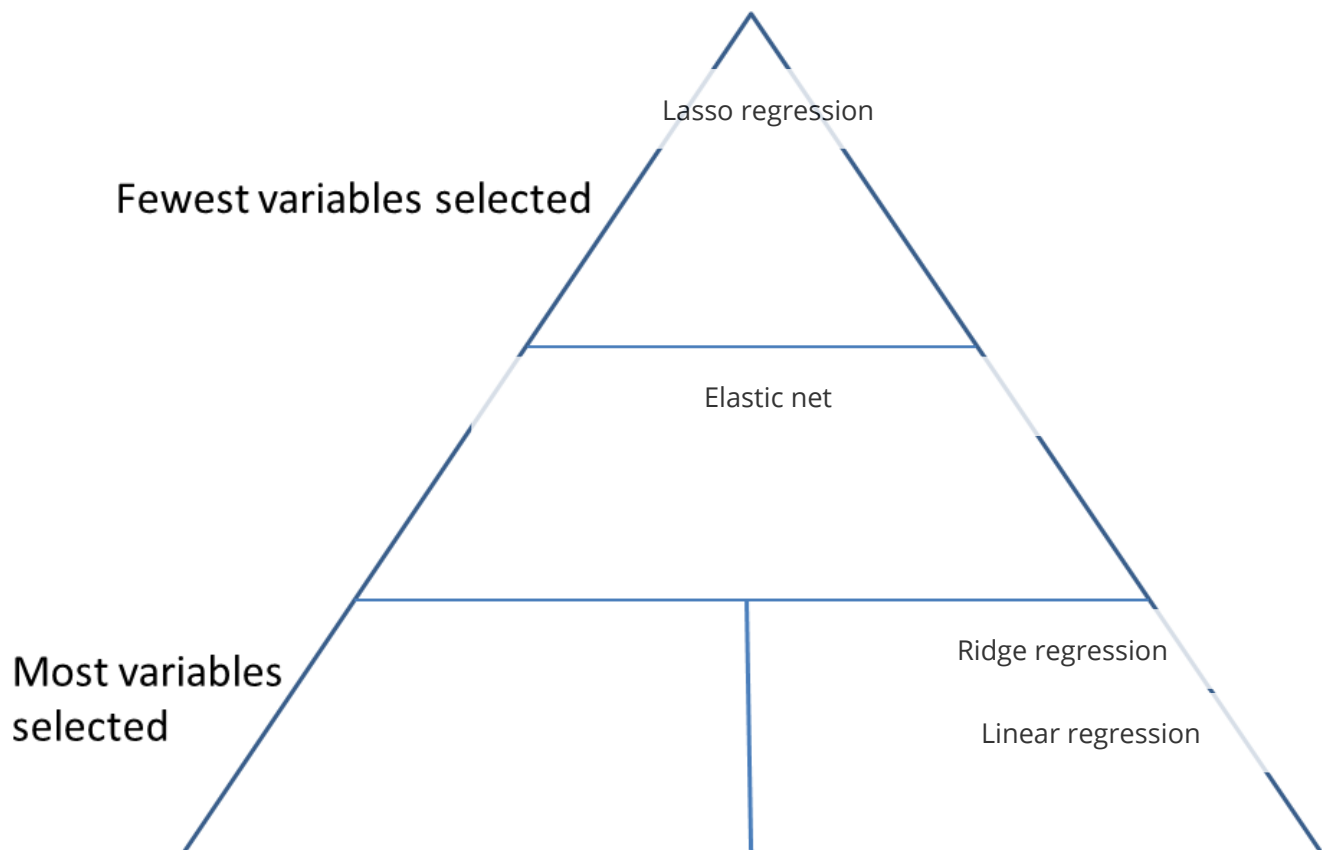 Lasso regression
Fewest variables selected
Elastic net
Ridge regression
Most variables
selected
Linear regression